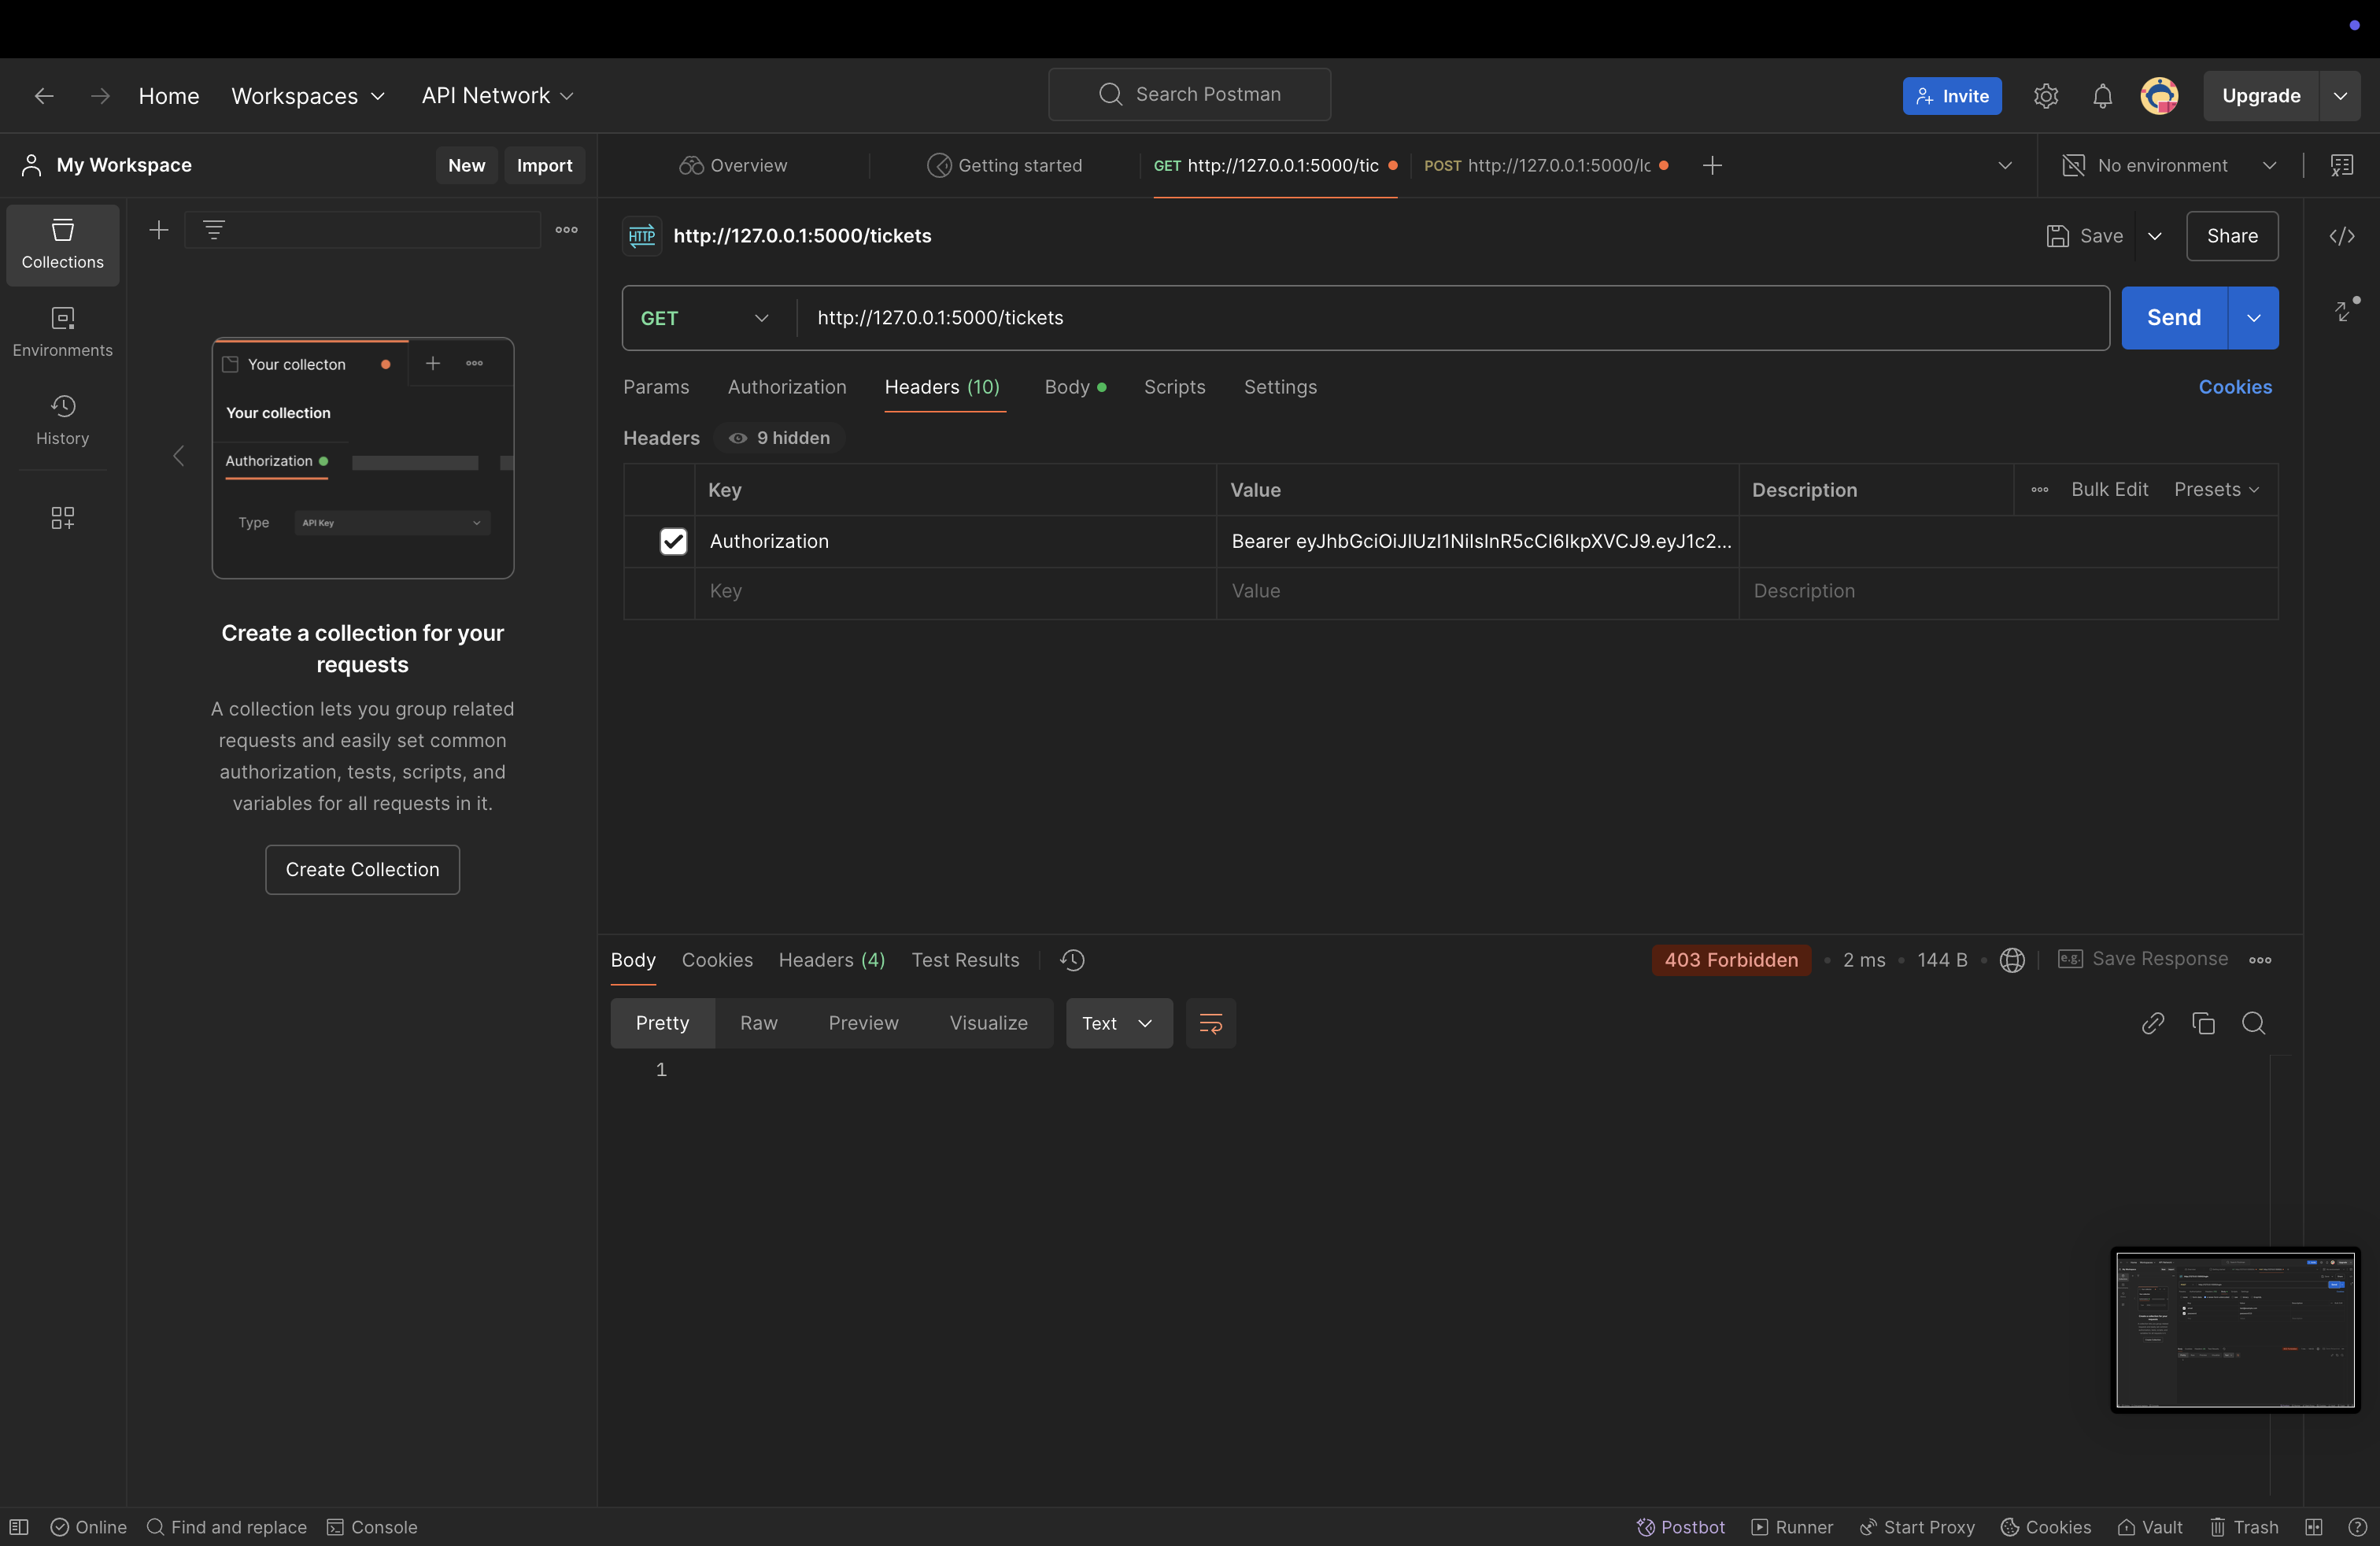 Home Workspaces API Network Search Postman Invite Upgrade
My Workspace New Import Overview Getting started GET http://127.0.0.1:5000/tic POST http://127.0.0.1:5000/lc No environment
Collections
Environments
History
Your collecton
Your collection
Authorization
Type API Key
Create a collection for your
requests
A collection lets you group related
requests and easily set common
authorization, tests, scripts, and
variables for all requests in it.
Create Collection
HTTP http://127.0.0.1:5000/tickets Save Share
GET http://127.0.0.1:5000/tickets Send
Params Authorization Headers (10) Body Scripts Settings Cookies
Headers 9 hidden
Key Value Description Bulk Edit Presets
Authorization Bearer eyJhbGciOiJIUzI1NiIsInR5cCI6IkpXVCJ9.eyJ1c2...
Key Value Description
Body Cookies Headers (4) Test Results 403 Forbidden 2 ms 144 B e.g. Save Response
Pretty Raw Preview Visualize Text
1
Online Find and replace Console Postbot Runner Start Proxy Cookies Vault Trash